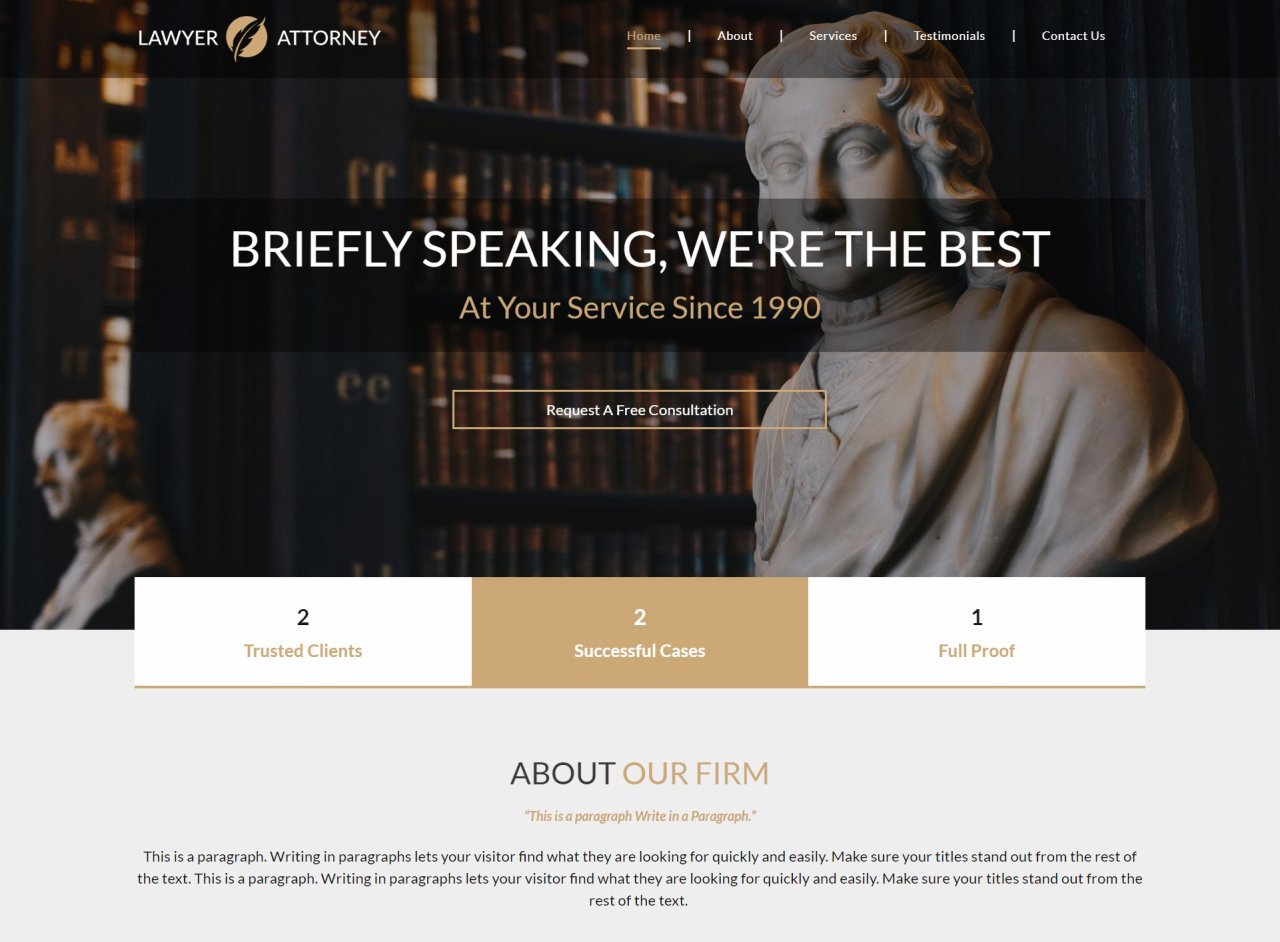 LAWYER ATTORNEY
Home | About | Services | Testimonials | Contact Us
ff
ff
ee
BRIEFLY SPEAKING, WE'RE THE BEST
At Your Service Since 1990
Request A Free Consultation
2
Trusted Clients
2
Successful Cases
1
Full Proof
ABOUT OUR FIRM
“This is a paragraph Write in a Paragraph.”
This is a paragraph. Writing in paragraphs lets your visitor find what they are looking for quickly and easily. Make sure your titles stand out from the rest of
the text. This is a paragraph. Writing in paragraphs lets your visitor find what they are looking for quickly and easily. Make sure your titles stand out from the
rest of the text.